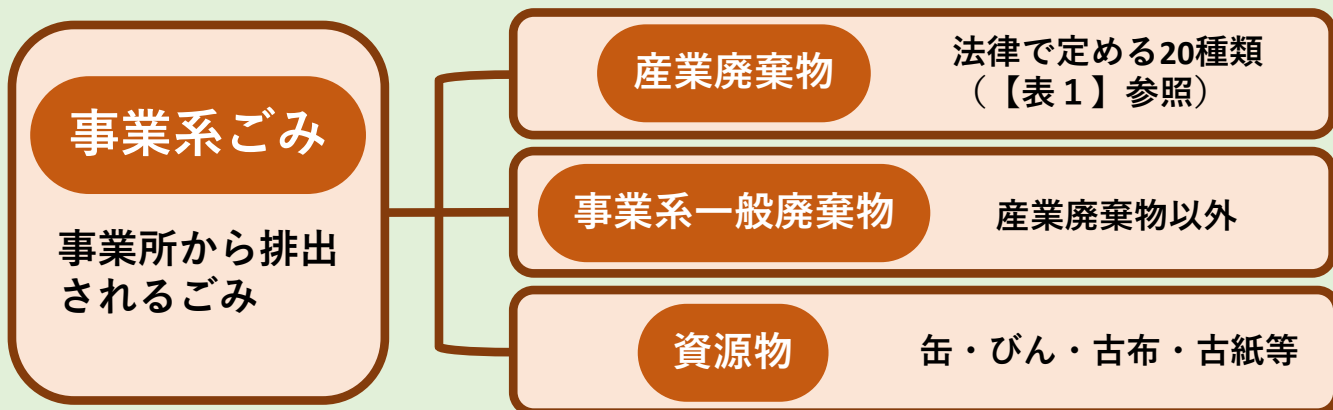 事業系ごみ
事業所から排出
されるごみ
産業廃棄物
法律で定める20種類
（【表１】参照）
事業系一般廃棄物
産業廃棄物以外
資源物
缶・びん・古布・古紙等